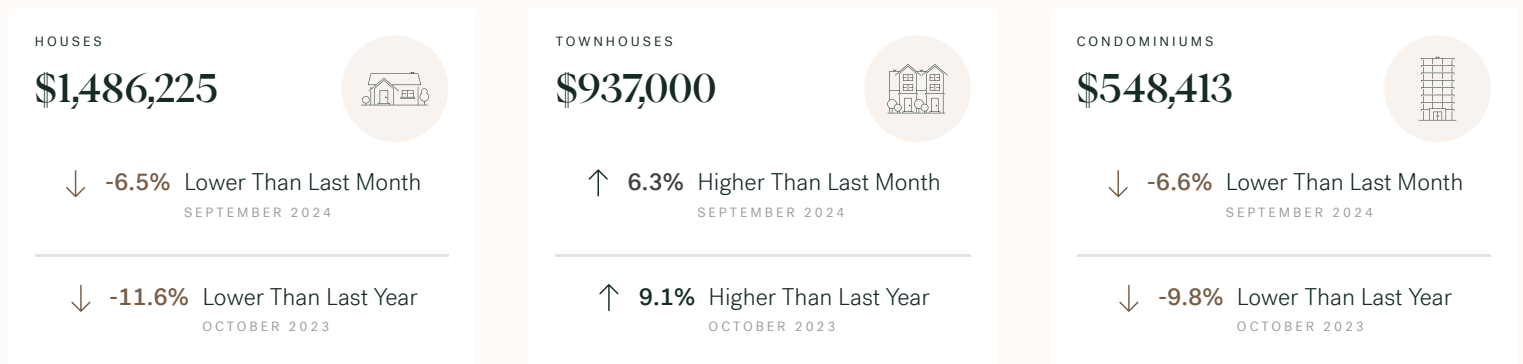 HOUSES
$1,486,225
-6.5% Lower Than Last Month
SEPTEMBER 2024
-11.6% Lower Than Last Year
OCTOBER 2023
TOWNHOUSES
$937,000
6.3% Higher Than Last Month
SEPTEMBER 2024
9.1% Higher Than Last Year
OCTOBER 2023
CONDOMINIUMS
$548,413
-6.6% Lower Than Last Month
SEPTEMBER 2024
-9.8% Lower Than Last Year
OCTOBER 2023